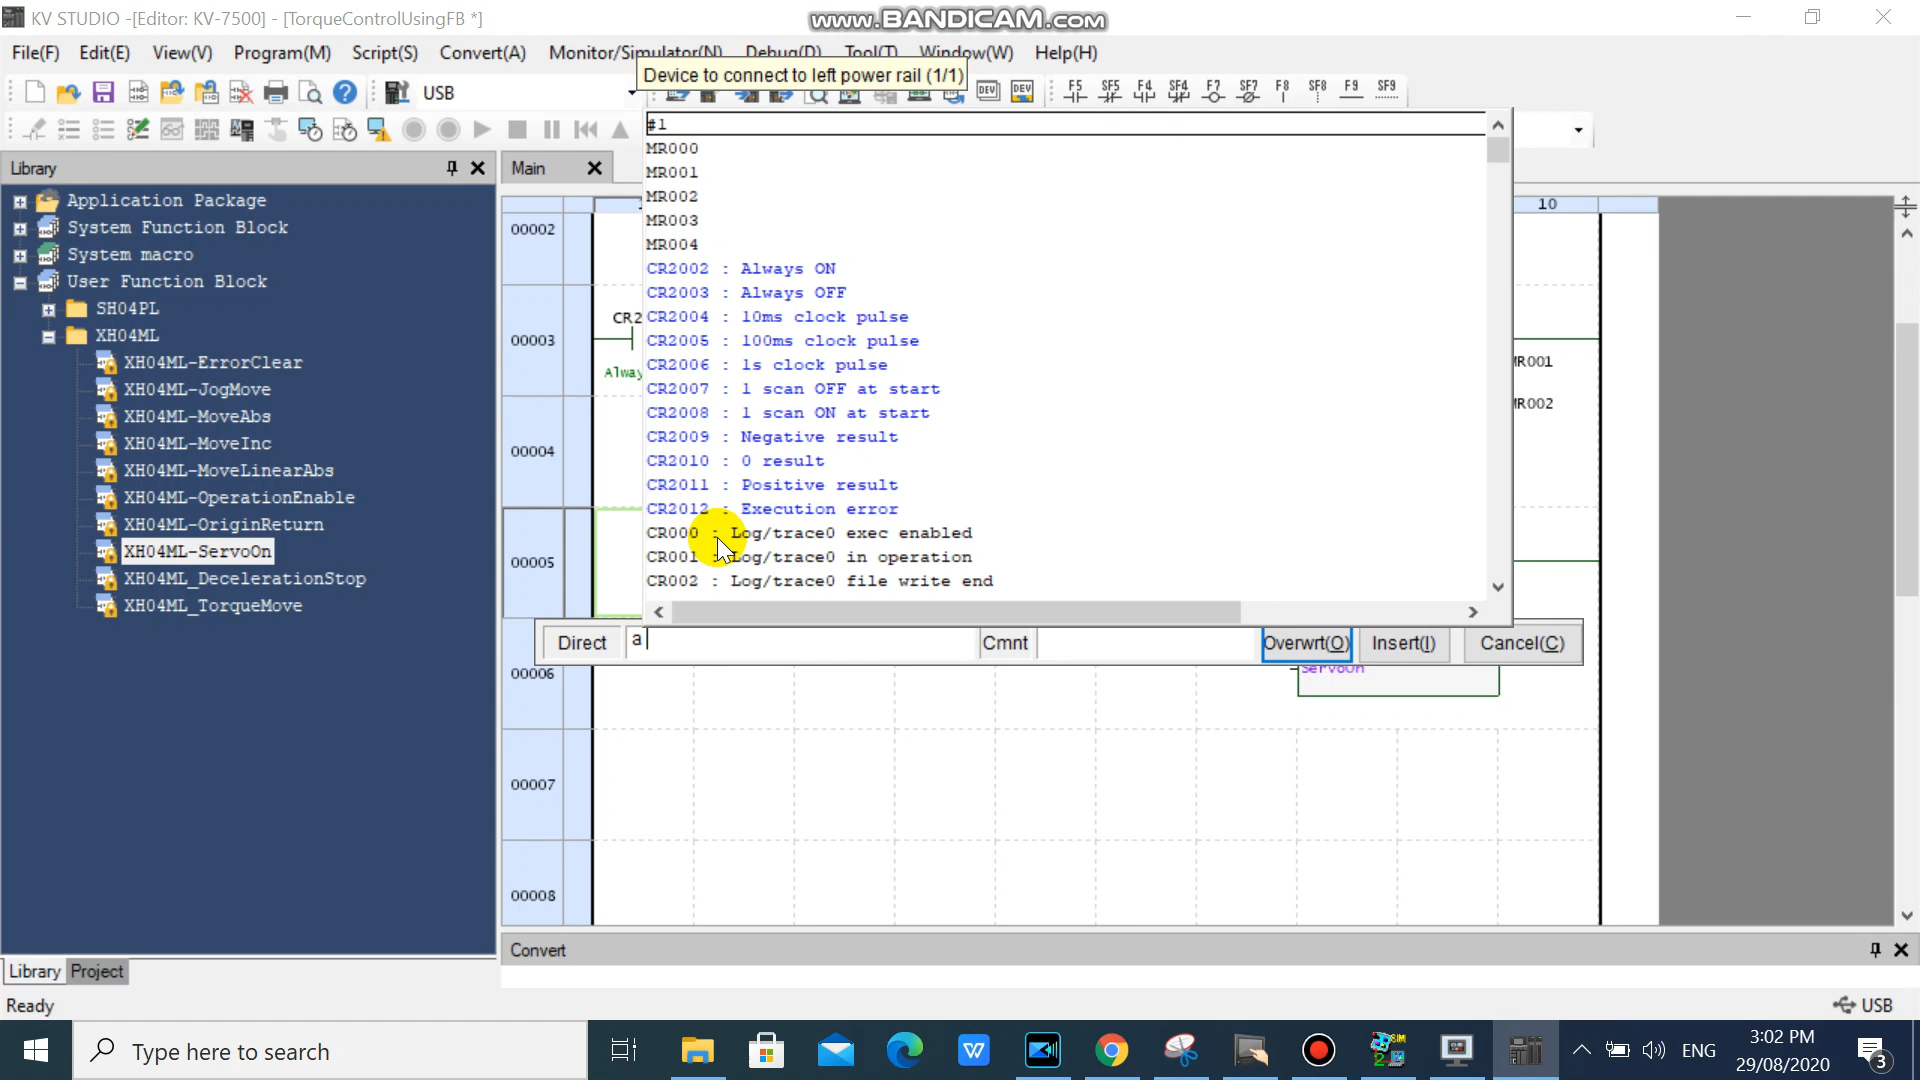 KV STUDIO -[Editor: KV-7500] - [TorqueControlUsingFB *]
www.BANDICAM.com
File(F) Edit(E) View(V) Program(M) Script(S) Convert(A) Monitor/Simulator(N) Debug(D) Tool(T) Window(W) Help(H)
Device to connect to left power rail (1/1)
USB
DEV DEV F5 SF5 F4 SF4 F7 SF7 F8 SF8 F9 SF9
Library
Main
#1
MR000
MR001
MR002
MR003
MR004
CR2002 : Always ON
CR2003 : Always OFF
CR2004 : 10ms clock pulse
CR2005 : 100ms clock pulse
CR2006 : 1s clock pulse
CR2007 : 1 scan OFF at start
CR2008 : 1 scan ON at start
CR2009 : Negative result
CR2010 : 0 result
CR2011 : Positive result
CR2012 : Execution error
CR000 : Log/trace0 exec enabled
CR001 : Log/trace0 in operation
CR002 : Log/trace0 file write end
Application Package
System Function Block
System macro
User Function Block
SH04PL
XH04ML
XH04ML-ErrorClear
XH04ML-JogMove
XH04ML-MoveAbs
XH04ML-MoveInc
XH04ML-MoveLinearAbs
XH04ML-OperationEnable
XH04ML-OriginReturn
XH04ML-ServoOn
XH04ML_DecelerationStop
XH04ML_TorqueMove
10
00002
00003
00004
00005
00006
00007
00008
CR2
Alway
MR001
MR002
Direct a Cmnt Overwrt(O) Insert(I) Cancel(C)
ServoOn
Convert
Library Project
Ready
USB
Type here to search
ENG
3:02 PM
29/08/2020
3